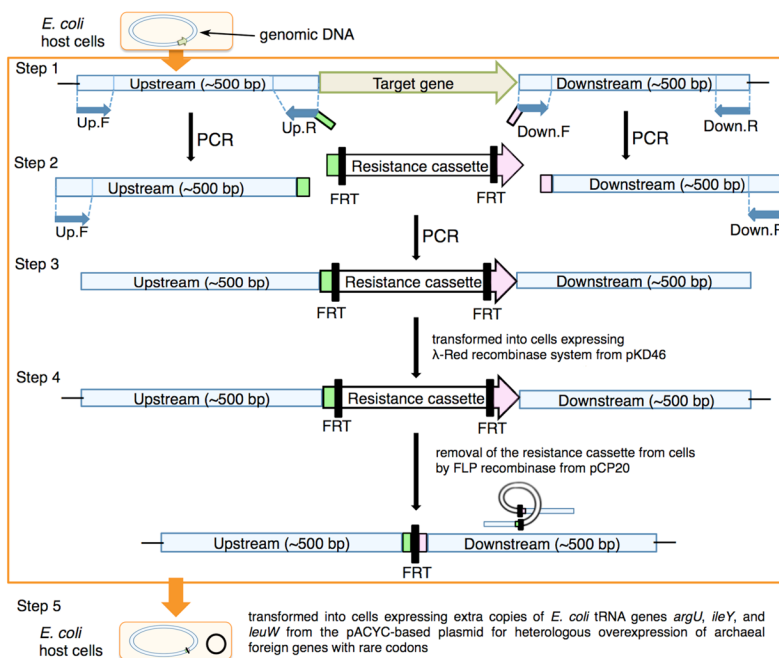 E. coli
host cells
genomic DNA
Step 1
Upstream (~500 bp)
Target gene
Downstream (~500 bp)
Up.F
Up.R
Down.F
Down.R
PCR
PCR
Step 2
Resistance cassette
Upstream (~500 bp)
Downstream (~500 bp)
FRT
FRT
Up.F
Down.F
PCR
Step 3
Upstream (~500 bp)
Resistance cassette
Downstream (~500 bp)
FRT
FRT
transformed into cells expressing
λ-Red recombinase system from pKD46
Step 4
Upstream (~500 bp)
Resistance cassette
Downstream (~500 bp)
FRT
FRT
removal of the resistance cassette from cells
by FLP recombinase from pCP20
Upstream (~500 bp)
Downstream (~500 bp)
FRT
Step 5
E. coli
host cells
transformed into cells expressing extra copies of E. coli tRNA genes argU, ileY, and
leuW from the pACYC-based plasmid for heterologous overexpression of archaeal
foreign genes with rare codons